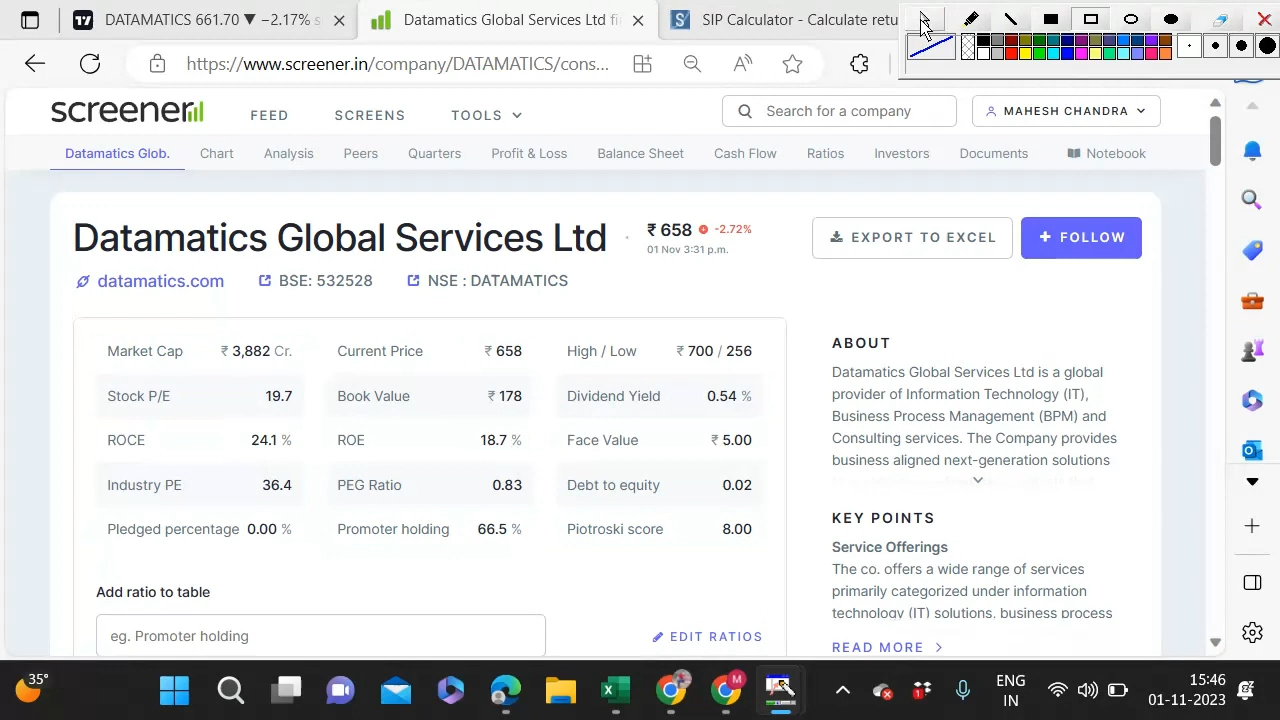 DATAMATICS 661.70 ▼ −2.17% s
Datamatics Global Services Ltd fi
SIP Calculator - Calculate retu
https://www.screener.in/company/DATAMATICS/cons...
screener
FEED
SCREENS
TOOLS
Search for a company
MAHESH CHANDRA
Datamatics Glob.
Chart
Analysis
Peers
Quarters
Profit & Loss
Balance Sheet
Cash Flow
Ratios
Investors
Documents
Notebook
Datamatics Global Services Ltd
₹ 658 -2.72%
01 Nov 3:31 p.m.
EXPORT TO EXCEL
+ FOLLOW
datamatics.com
BSE: 532528
NSE : DATAMATICS
Market Cap ₹ 3,882 Cr.
Current Price ₹ 658
High / Low ₹ 700 / 256
Stock P/E 19.7
Book Value ₹ 178
Dividend Yield 0.54 %
ROCE 24.1 %
ROE 18.7 %
Face Value ₹ 5.00
Industry PE 36.4
PEG Ratio 0.83
Debt to equity 0.02
Pledged percentage 0.00 %
Promoter holding 66.5 %
Piotroski score 8.00
Add ratio to table
eg. Promoter holding
EDIT RATIOS
ABOUT
Datamatics Global Services Ltd is a global
provider of Information Technology (IT),
Business Process Management (BPM) and
Consulting services. The Company provides
business aligned next-generation solutions
KEY POINTS
Service Offerings
The co. offers a wide range of services
primarily categorized under information
technology (IT) solutions, business process
READ MORE
35°
ENG
IN
15:46
01-11-2023